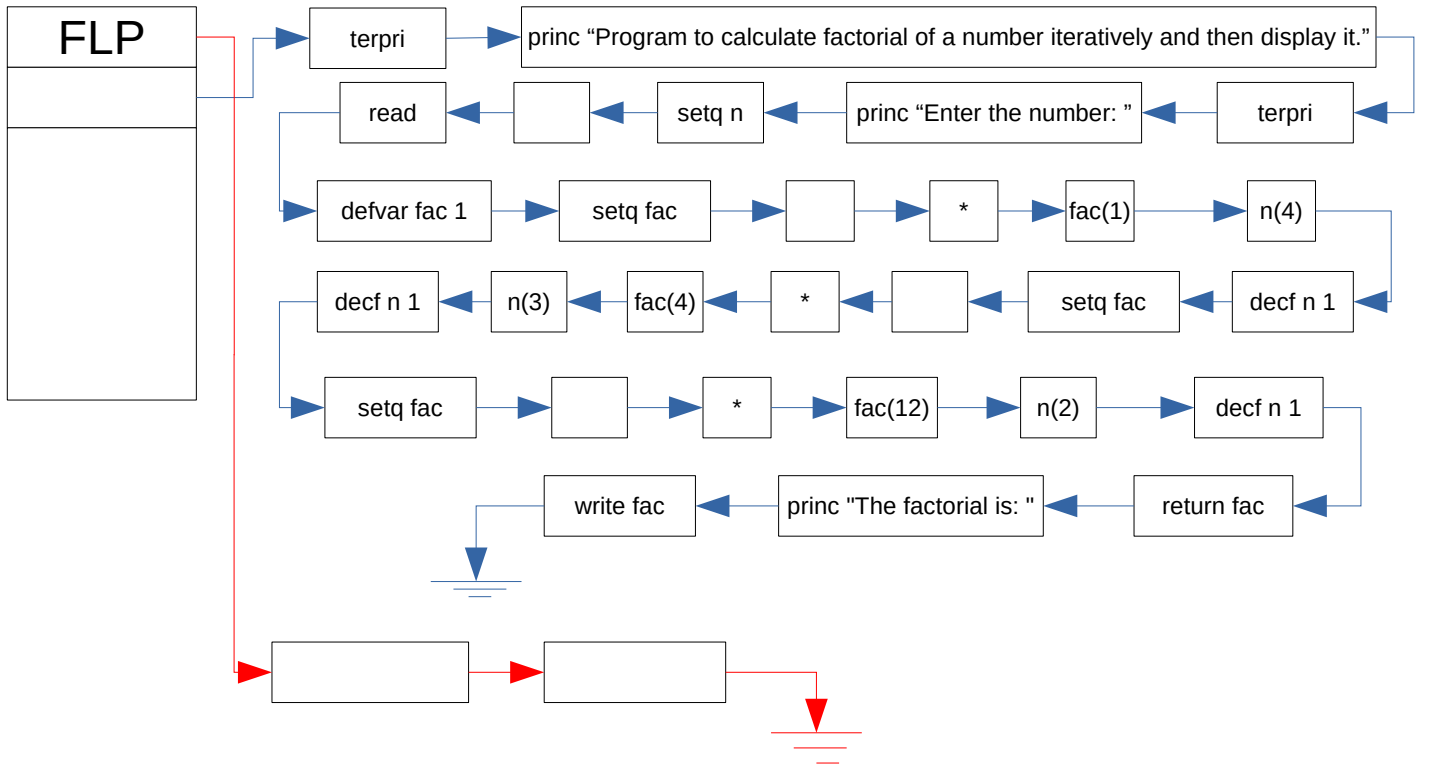 FLP
terpri
princ “Program to calculate factorial of a number iteratively and then display it.”
read
setq n
princ “Enter the number: ”
terpri
defvar fac 1
setq fac
*
fac(1)
n(4)
decf n 1
n(3)
fac(4)
*
setq fac
decf n 1
setq fac
*
fac(12)
n(2)
decf n 1
write fac
princ "The factorial is: "
return fac